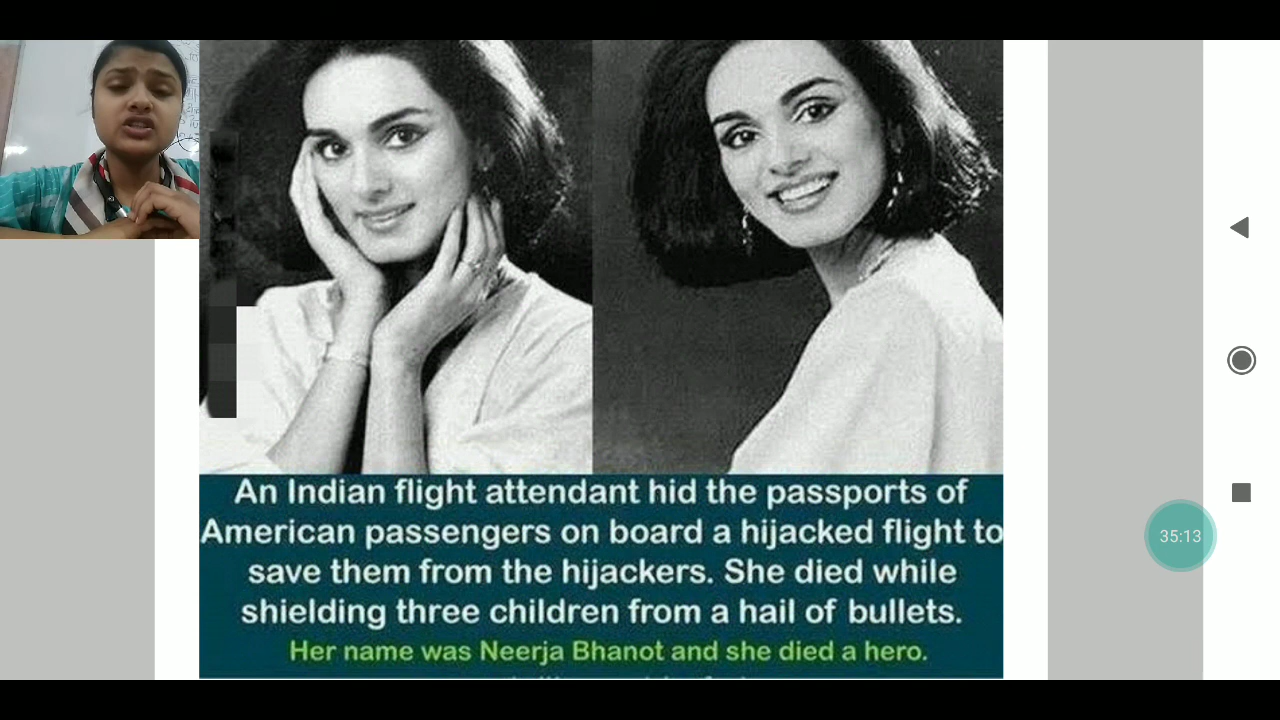 An Indian flight attendant hid the passports of
American passengers on board a hijacked flight to
save them from the hijackers. She died while
shielding three children from a hail of bullets.
Her name was Neerja Bhanot and she died a hero.
35:13